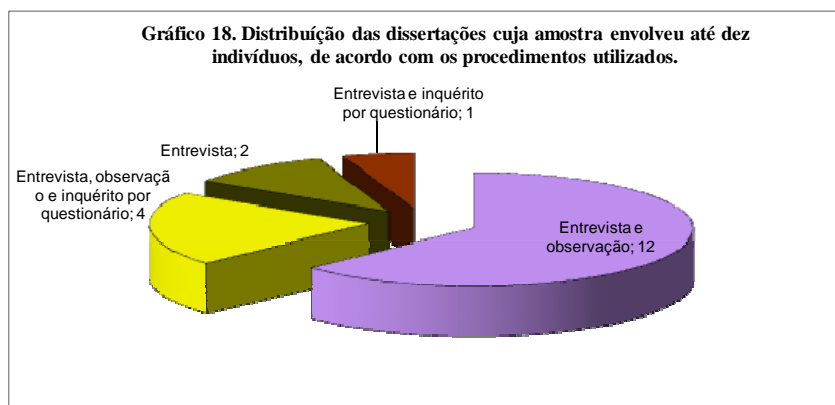 Gráfico 18. Distribuíção das dissertações cuja amostra envolveu até dez
indivíduos, de acordo com os procedimentos utilizados.
Entrevista e inquérito
por questionário; 1
Entrevista; 2
Entrevista, observaçã
o e inquérito por
questionário; 4
Entrevista e
observação; 12